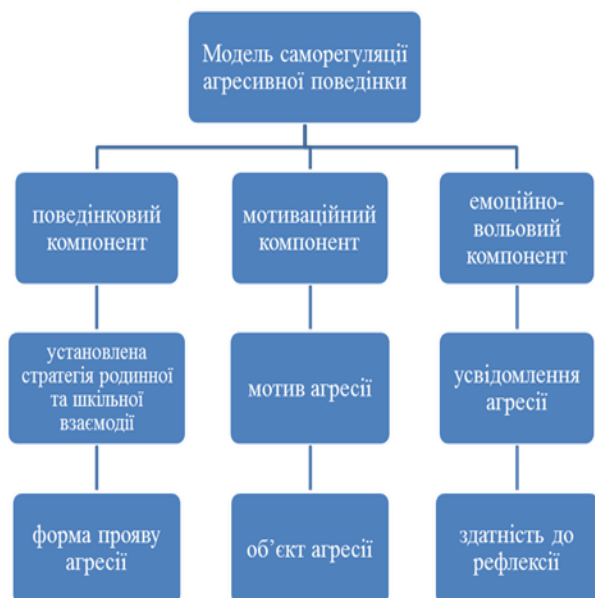 Модель саморегуляції
агресивної поведінки
поведінковий
компонент
мотиваційний
компонент
емоційно-
вольовий
компонент
установлена
стратегія родинної
та шкільної
взаємодії
мотив агресії
усвідомлення
агресії
форма прояву
агресії
об’єкт агресії
здатність до
рефлексії